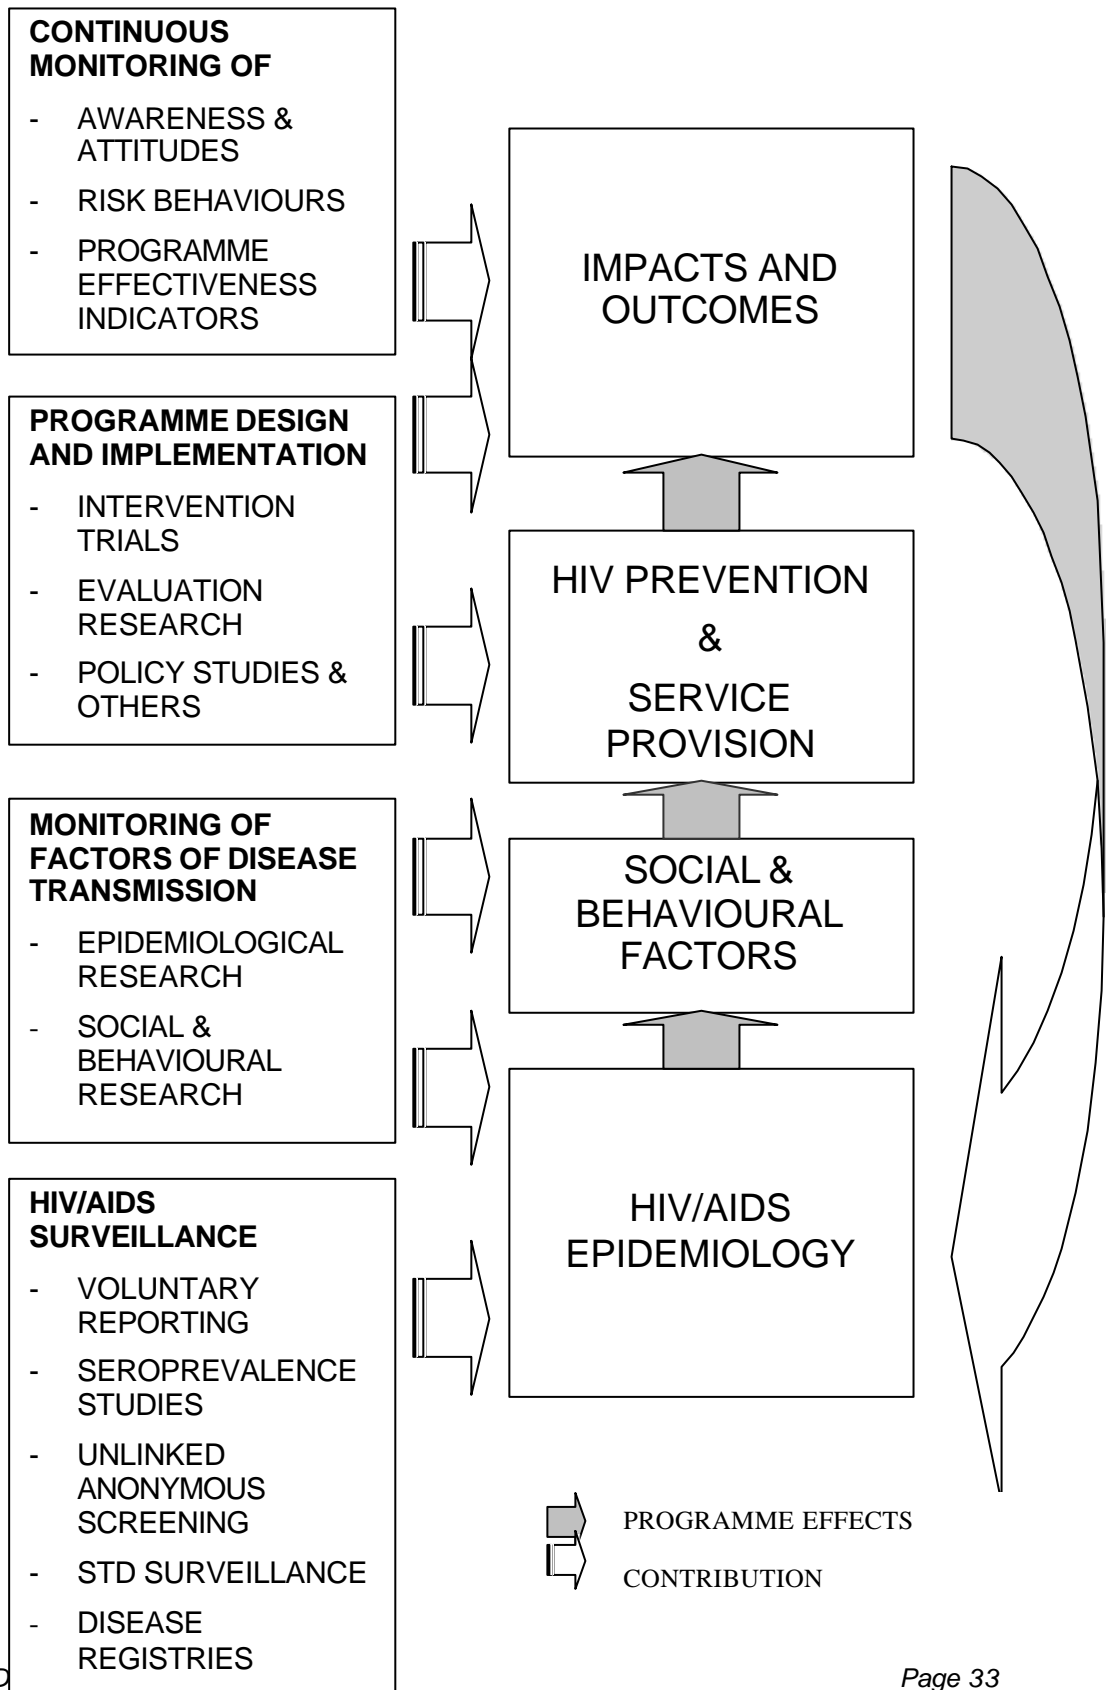 CONTINUOUS
MONITORING OF
- AWARENESS &
ATTITUDES
- RISK BEHAVIOURS
- PROGRAMME
EFFECTIVENESS
INDICATORS
IMPACTS AND
OUTCOMES
PROGRAMME DESIGN
AND IMPLEMENTATION
- INTERVENTION
TRIALS
- EVALUATION
RESEARCH
- POLICY STUDIES &
OTHERS
HIV PREVENTION
&
SERVICE
PROVISION
MONITORING OF
FACTORS OF DISEASE
TRANSMISSION
- EPIDEMIOLOGICAL
RESEARCH
- SOCIAL &
BEHAVIOURAL
RESEARCH
SOCIAL &
BEHAVIOURAL
FACTORS
HIV/AIDS
SURVEILLANCE
- VOLUNTARY
REPORTING
- SEROPREVALENCE
STUDIES
- UNLINKED
ANONYMOUS
SCREENING
- STD SURVEILLANCE
- DISEASE
REGISTRIES
HIV/AIDS
EPIDEMIOLOGY
PROGRAMME EFFECTS
CONTRIBUTION
Page 33